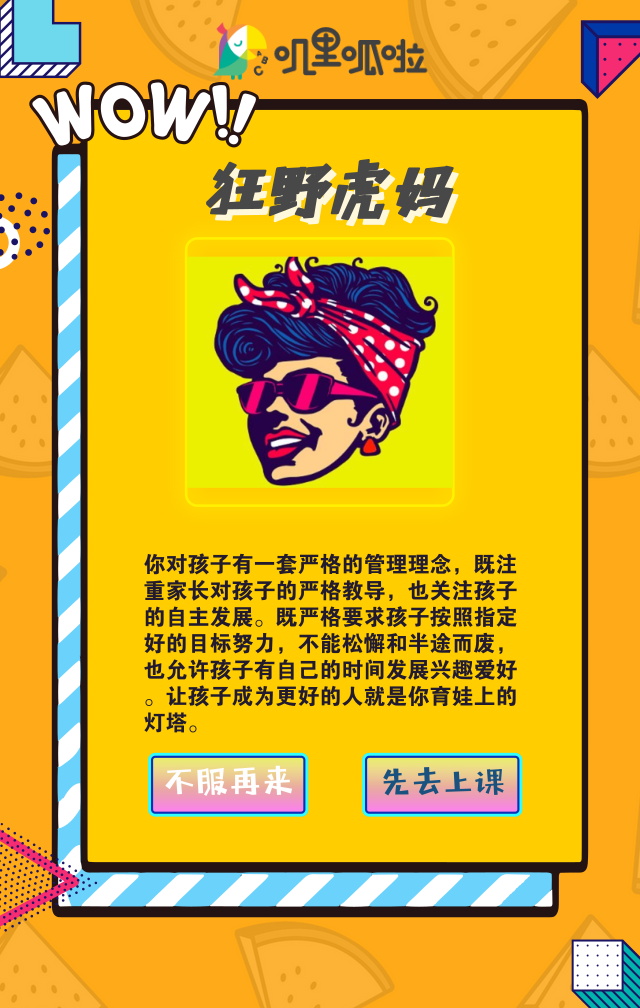 ABC 叽里呱啦
WOW!!
狂野虎妈
你对孩子有一套严格的管理理念，既注
重家长对孩子的严格教导，也关注孩子
的自主发展。既严格要求孩子按照指定
好的目标努力，不能松懈和半途而废，
也允许孩子有自己的时间发展兴趣爱好
。让孩子成为更好的人就是你育娃上的
灯塔。
不服再来 先去上课